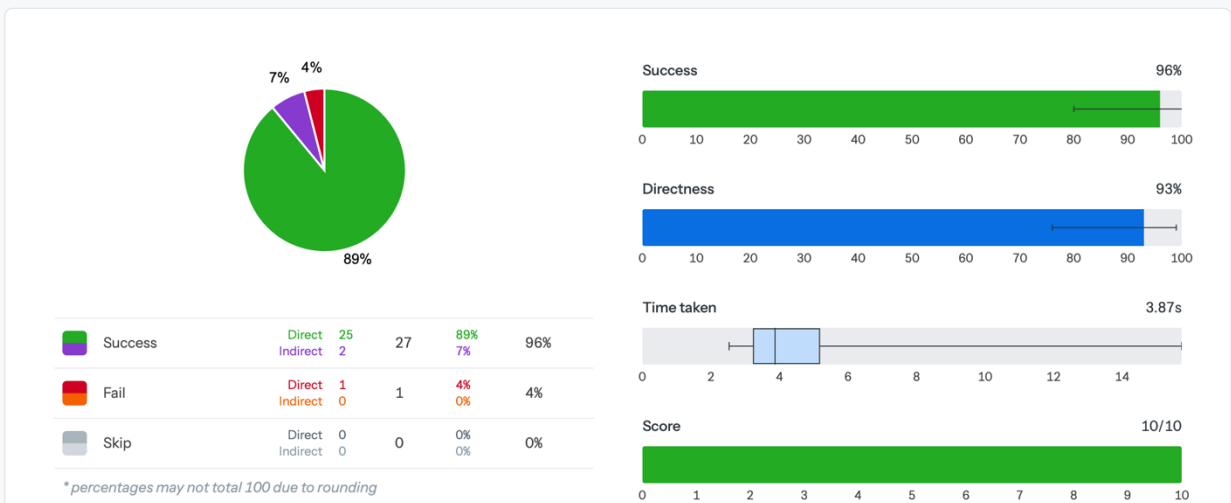 4%
7%
89%
Success Direct 25 27 89% 96%
Indirect 2 7%
Fail Direct 1 1 4% 4%
Indirect 0 0%
Skip Direct 0 0 0% 0%
Indirect 0 0%
* percentages may not total 100 due to rounding
Success 96%
0 10 20 30 40 50 60 70 80 90 100
Directness 93%
0 10 20 30 40 50 60 70 80 90 100
Time taken 3.87s
0 2 4 6 8 10 12 14
Score 10/10
0 1 2 3 4 5 6 7 8 9 10